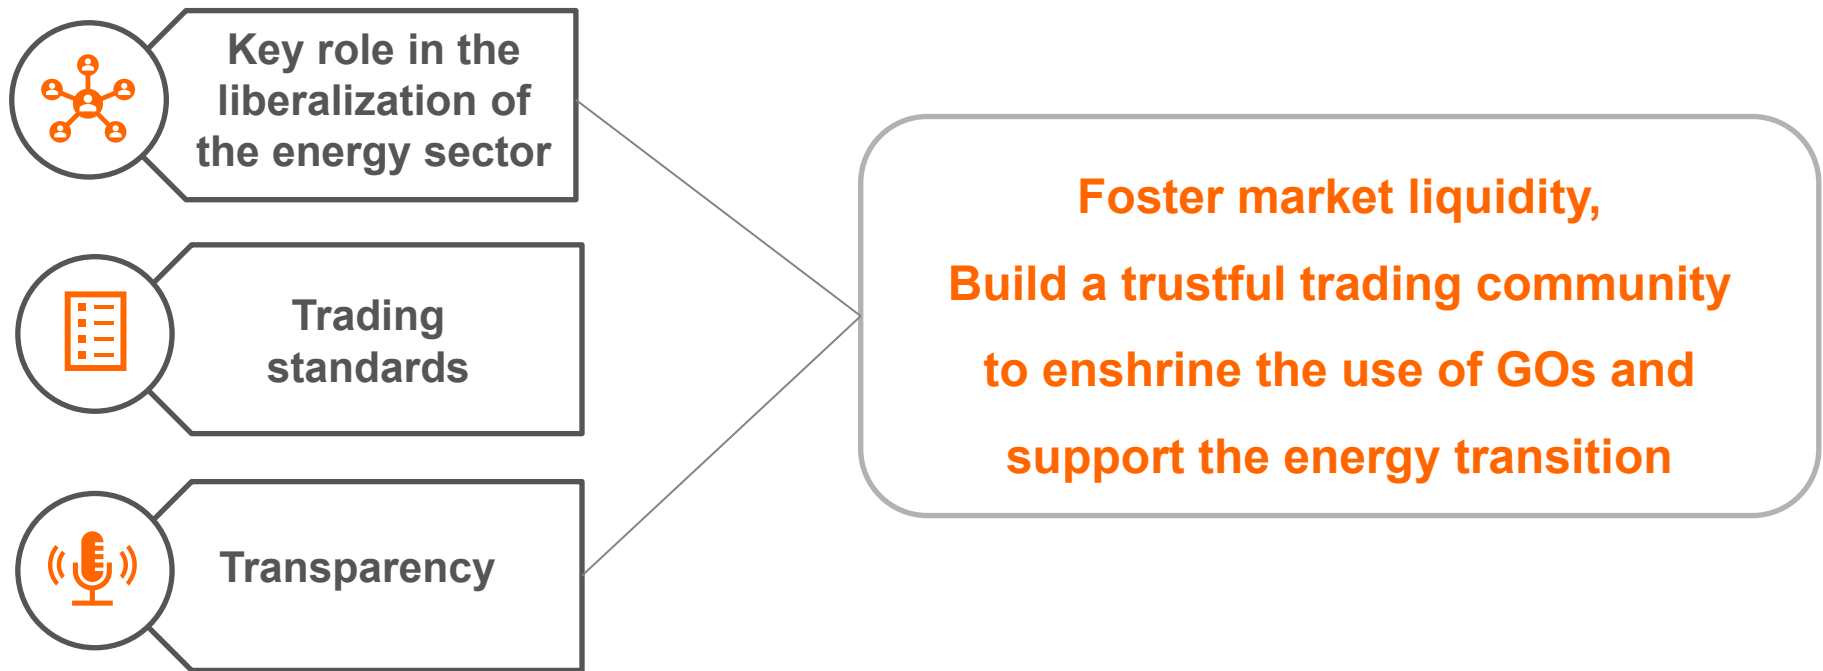 Key role in the
liberalization of
the energy sector
Trading
standards
Transparency
Foster market liquidity,
Build a trustful trading community
to enshrine the use of GOs and
support the energy transition